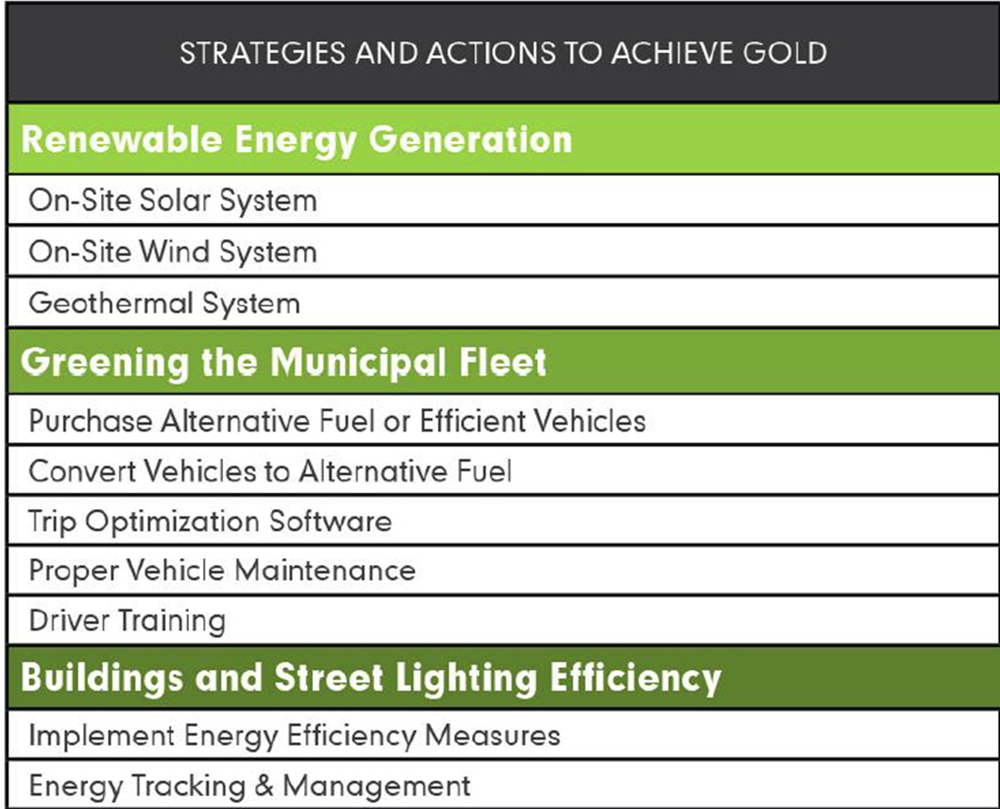 STRATEGIES AND ACTIONS TO ACHIEVE GOLD
Renewable Energy Generation
On-Site Solar System
On-Site Wind System
Geothermal System
Greening the Municipal Fleet
Purchase Alternative Fuel or Efficient Vehicles
Convert Vehicles to Alternative Fuel
Trip Optimization Software
Proper Vehicle Maintenance
Driver Training
Buildings and Street Lighting Efficiency
Implement Energy Efficiency Measures
Energy Tracking & Management